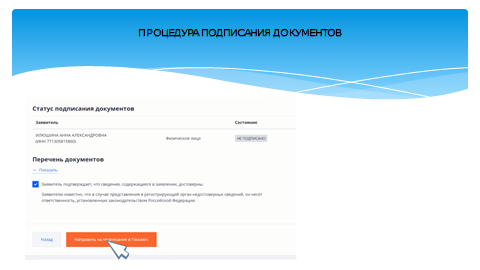 ПРОЦЕДУРА ПОДПИСАНИЯ ДОКУМЕНТОВ
Статус подписания документов
Заявитель Состояние
ИЛЮШИНА АННА АЛЕКСАНДРОВНА
(ИНН 771305815660) Физическое лицо НЕ ПОДПИСАНО
Перечень документов
Показать
Заявитель подтверждает, что сведения, содержащиеся в заявлении, достоверны.
Заявителю известно, что в случае представления в регистрирующий орган недостоверных сведений, он несет
ответственность, установленную законодательством Российской Федерации.
Назад Направить на подписание в Госключ